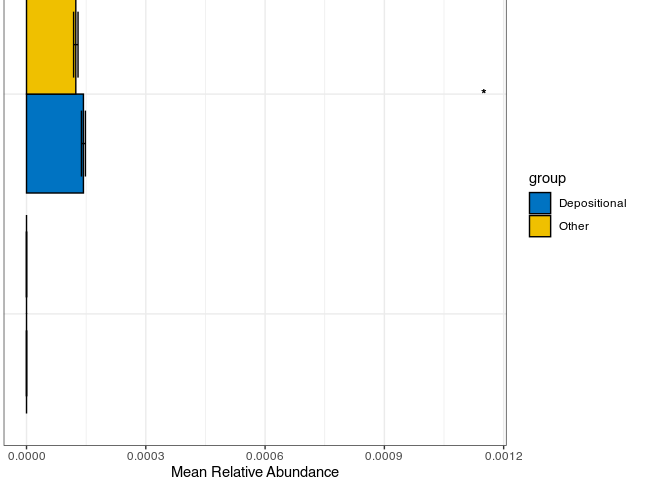 *
group
Depositional
Other
0.0000 0.0003 0.0006 0.0009 0.0012
Mean Relative Abundance